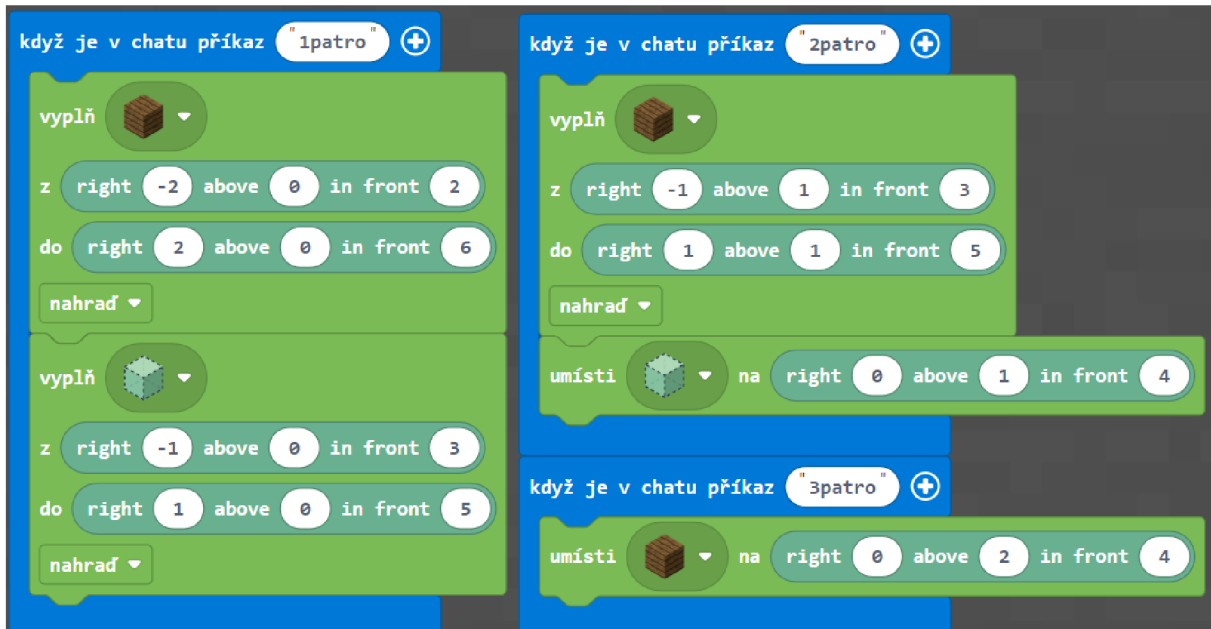 když je v chatu příkaz "1patro"
vyplň
z right -2 above 0 in front 2
do right 2 above 0 in front 6
nahraď
vyplň
z right -1 above 0 in front 3
do right 1 above 0 in front 5
nahraď
když je v chatu příkaz "2patro"
vyplň
z right -1 above 1 in front 3
do right 1 above 1 in front 5
nahraď
umísti na right 0 above 1 in front 4
když je v chatu příkaz "3patro"
umísti na right 0 above 2 in front 4